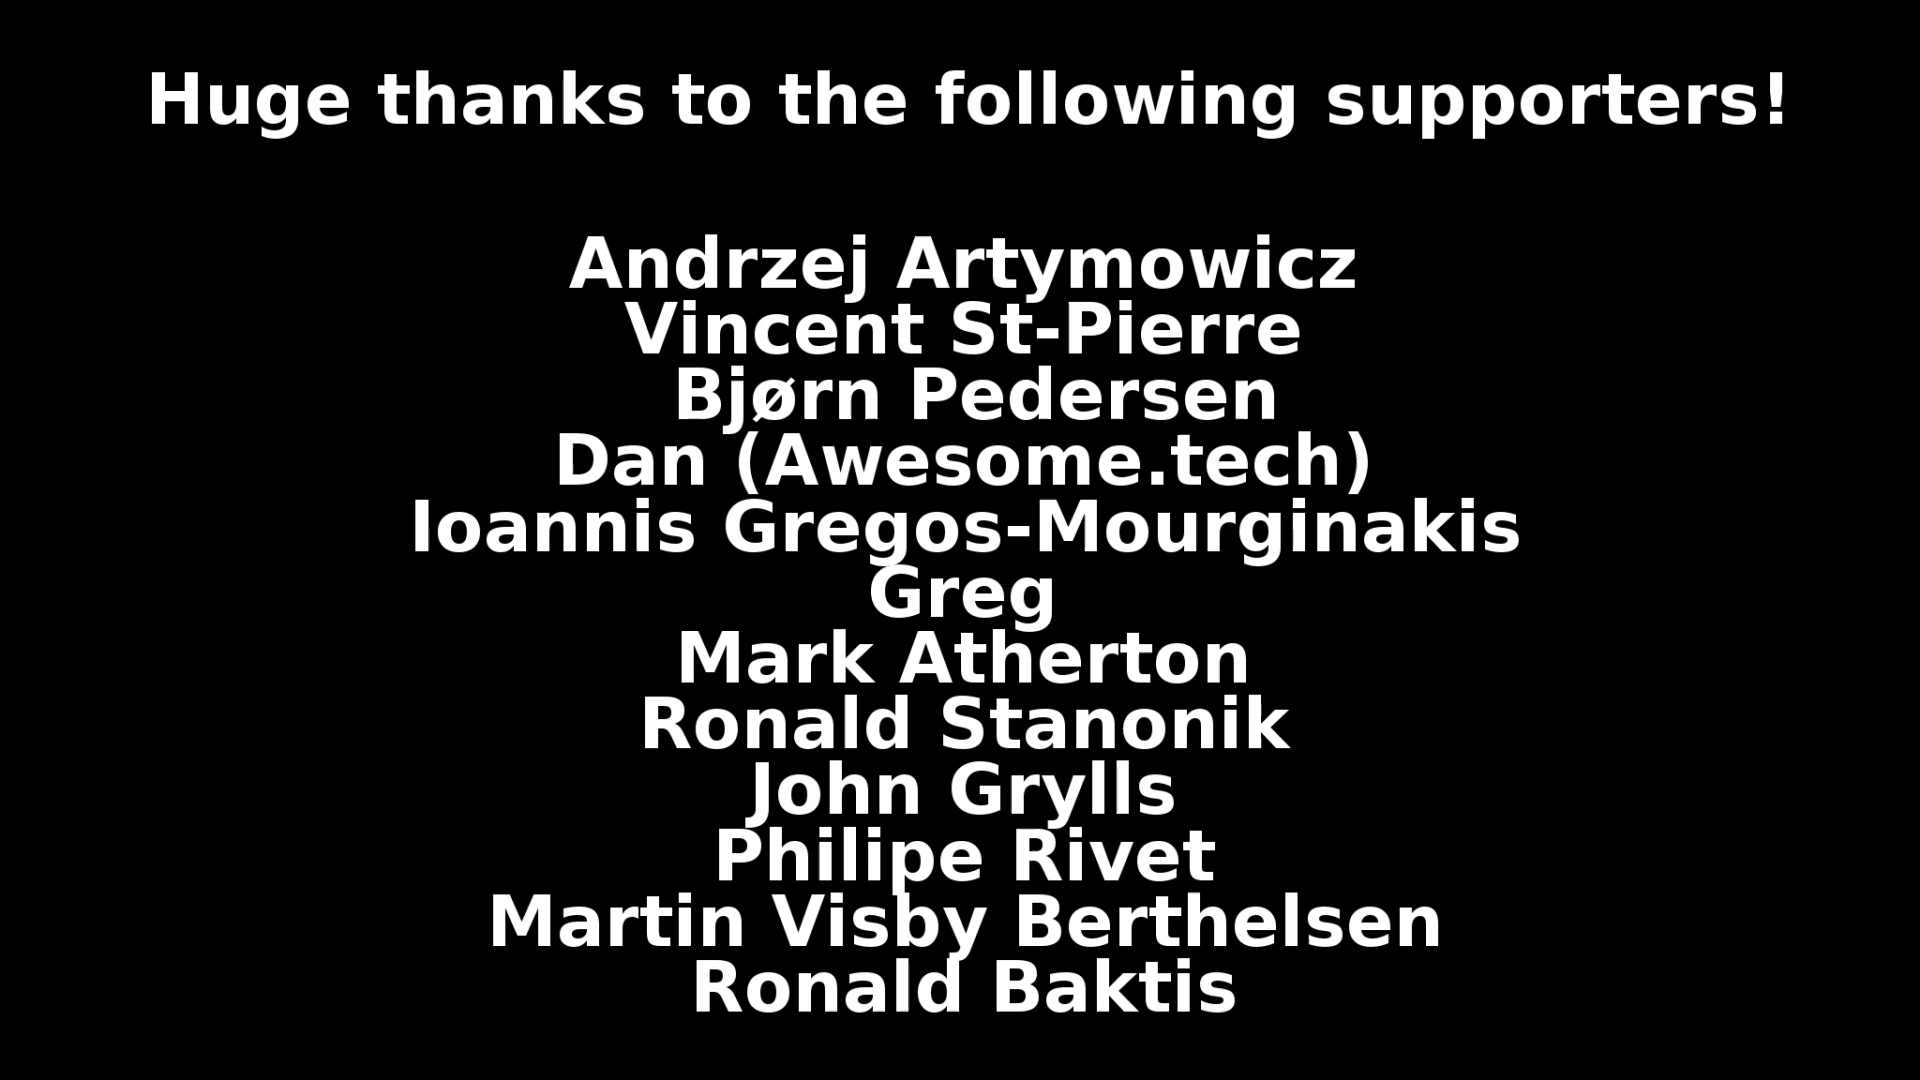 Huge thanks to the following supporters!
Andrzej Artymowicz
Vincent St-Pierre
Bjørn Pedersen
Dan (Awesome.tech)
Ioannis Gregos-Mourginakis
Greg
Mark Atherton
Ronald Stanonik
John Grylls
Philipe Rivet
Martin Visby Berthelsen
Ronald Baktis